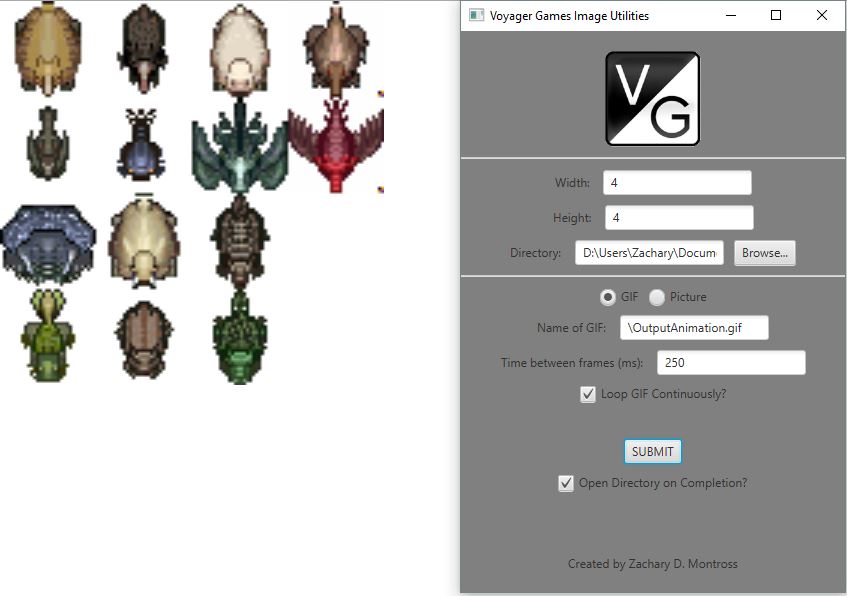 Voyager Games Image Utilities
VG
Width: 4
Height: 4
Directory: D:\Users\Zachary\Docum Browse...
GIF Picture
Name of GIF: \OutputAnimation.gif
Time between frames (ms): 250
Loop GIF Continuously?
SUBMIT
Open Directory on Completion?
Created by Zachary D. Montross